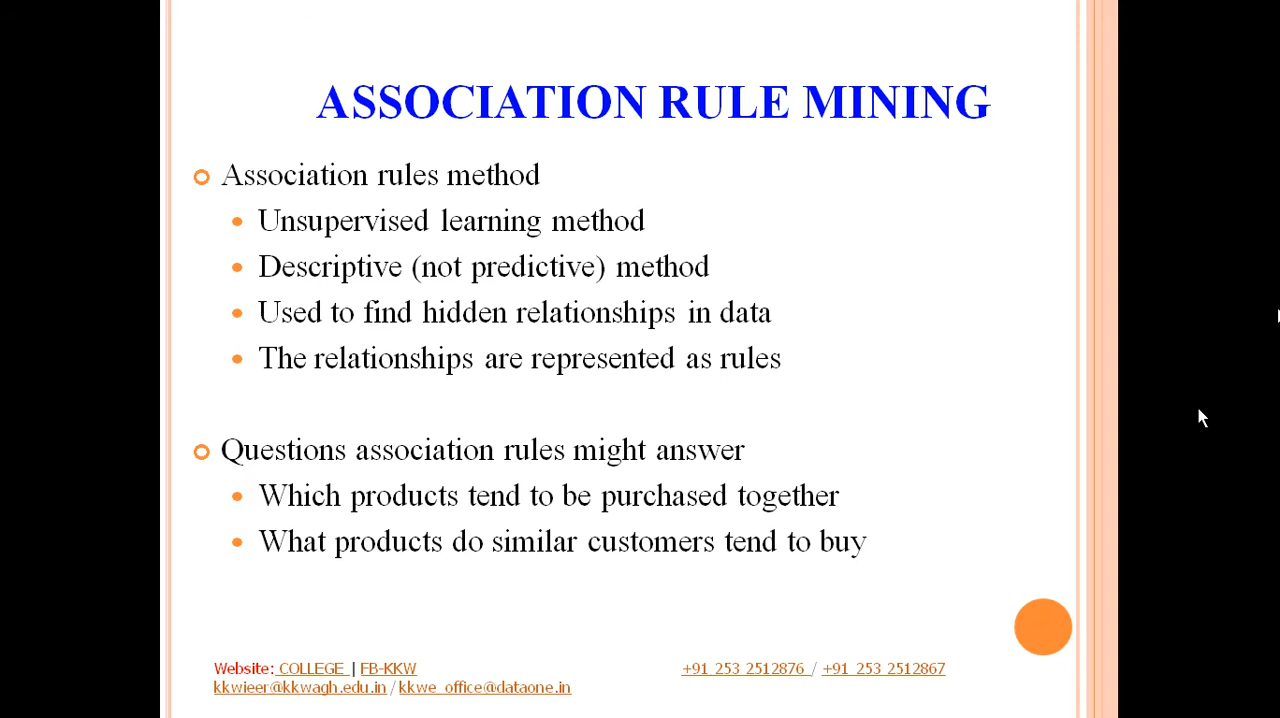 ASSOCIATION RULE MINING
Association rules method
Unsupervised learning method
Descriptive (not predictive) method
Used to find hidden relationships in data
The relationships are represented as rules
Questions association rules might answer
Which products tend to be purchased together
What products do similar customers tend to buy
Website: COLLEGE | FB-KKW
+91 253 2512876 / +91 253 2512867
kkwieer@kkwagh.edu.in / kkwe_office@dataone.in